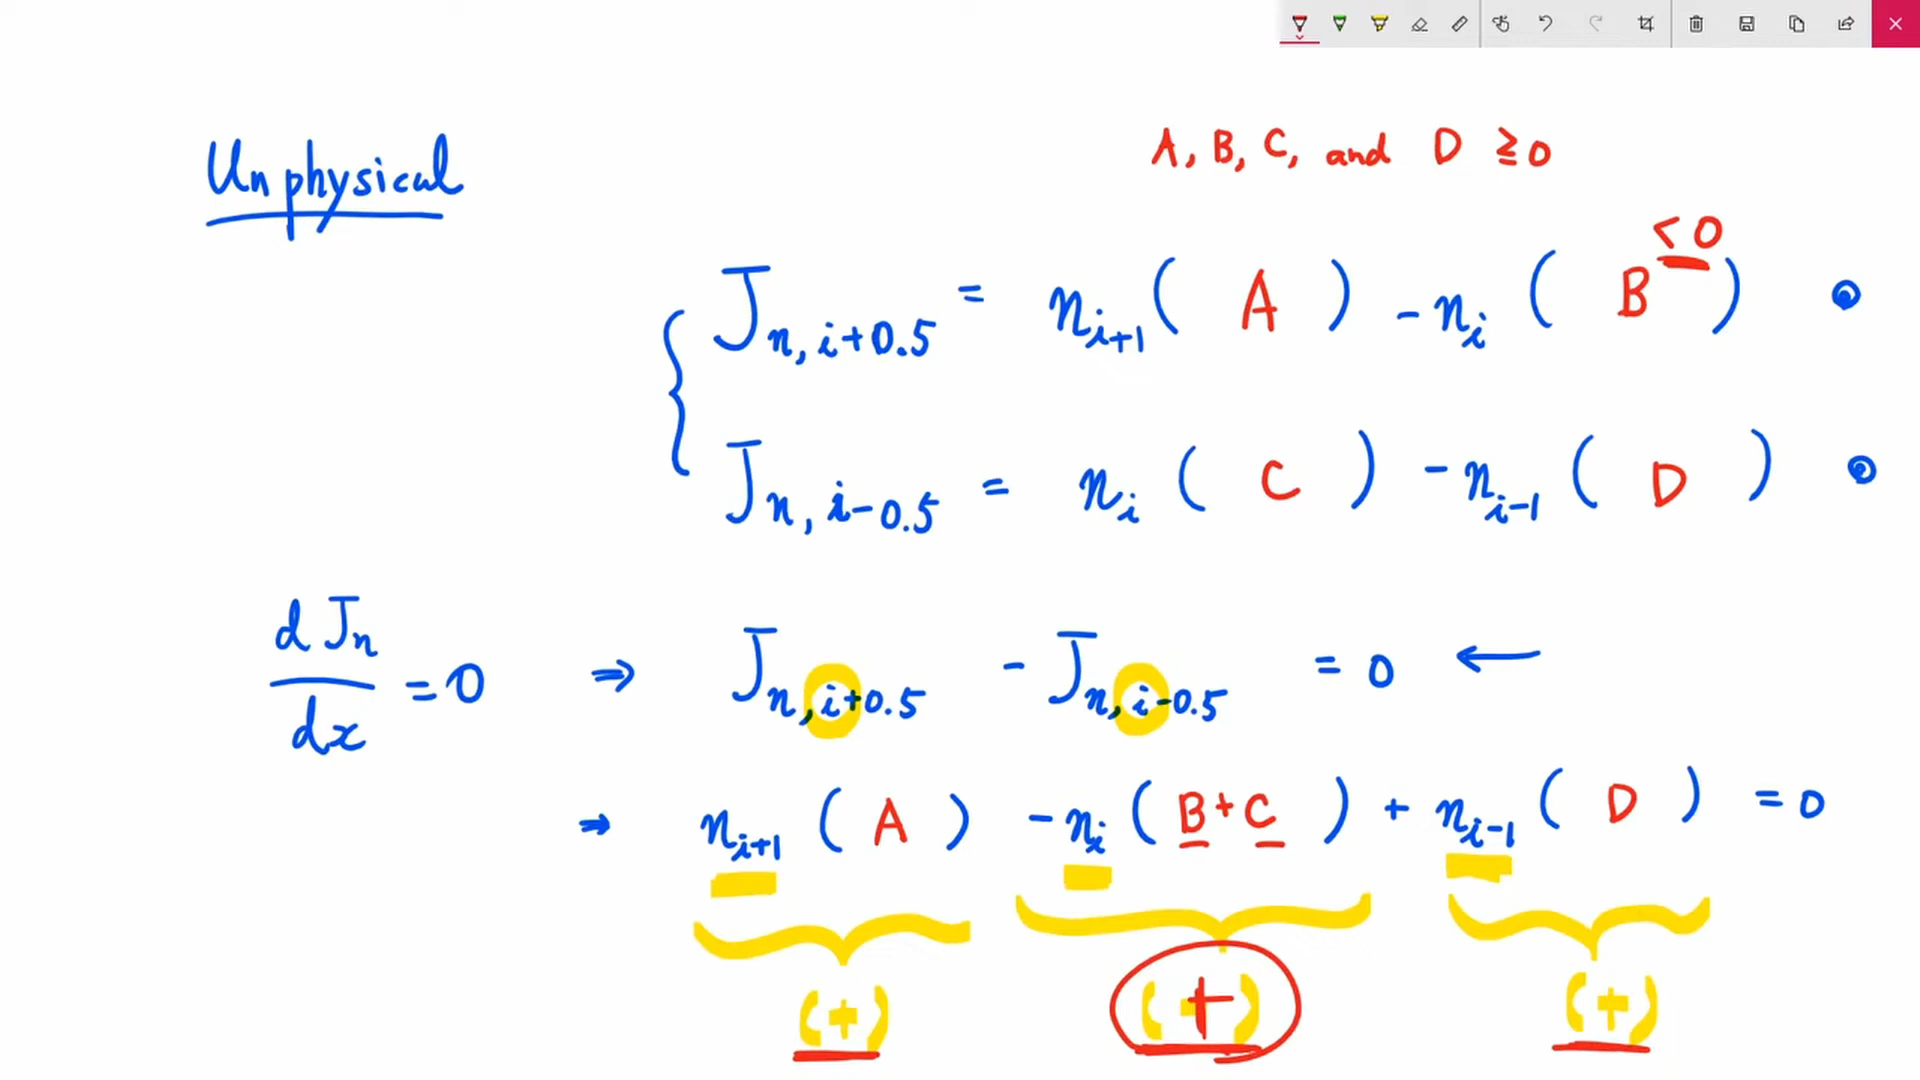 Unphysical
A, B, C, and D ≧ 0
< 0
J_{n, i+0.5} = n_{i+1} ( A ) - n_i ( B )
J_{n, i-0.5} = n_i ( C ) - n_{i-1} ( D )
dJ_n/dx = 0 ⇒ J_{n, i+0.5} - J_{n, i-0.5} = 0 ←
⇒ n_{i+1} ( A ) - n_i ( B + C ) + n_{i-1} ( D ) = 0
(+) (+) (+)